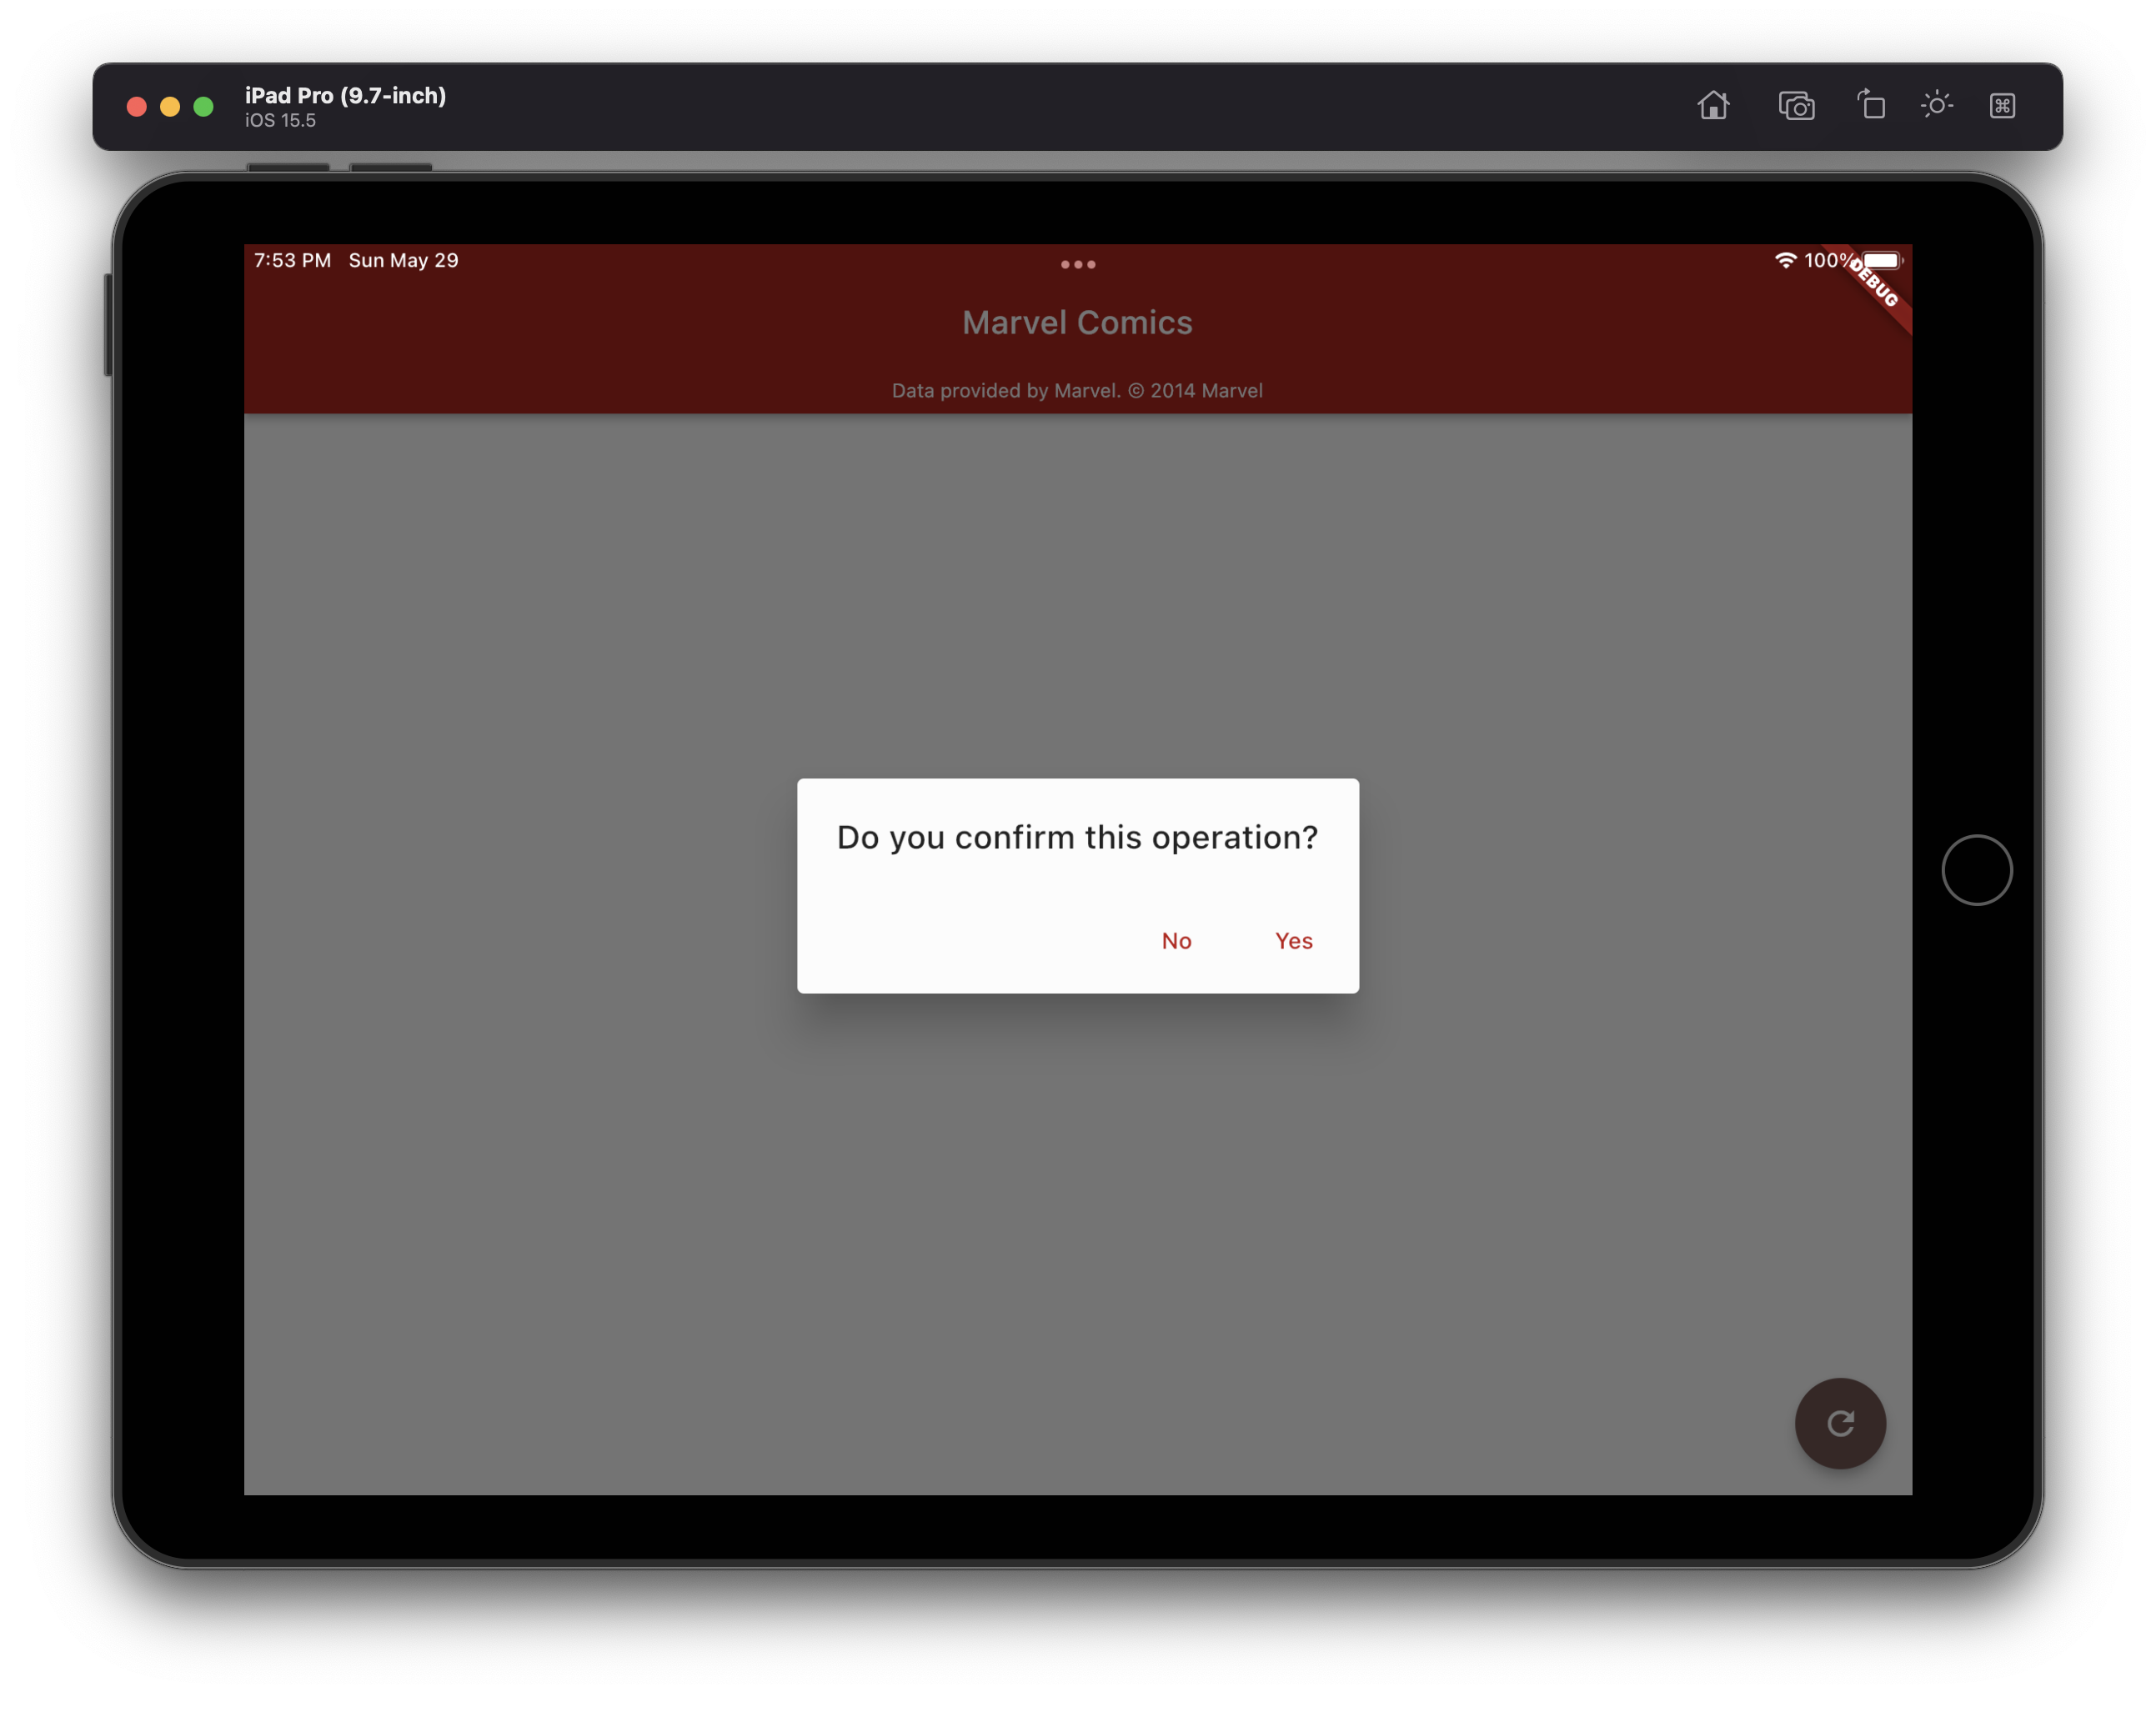 iPad Pro (9.7-inch)
iOS 15.5
7:53 PM Sun May 29
100%
DEBUG
Marvel Comics
Data provided by Marvel. © 2014 Marvel
Do you confirm this operation?
No Yes